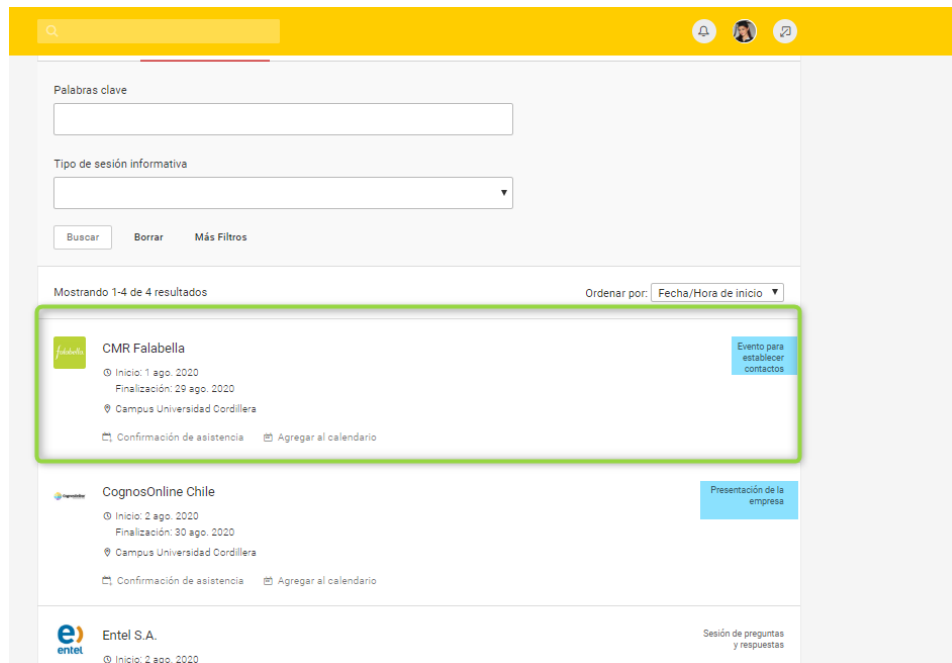 Palabras clave
Tipo de sesión informativa
Buscar Borrar Más Filtros
Mostrando 1-4 de 4 resultados
Ordenar por: Fecha/Hora de inicio
falabella
CMR Falabella
Evento para
establecer
contactos
Inicio: 1 ago. 2020
Finalización: 29 ago. 2020
Campus Universidad Cordillera
Confirmación de asistencia Agregar al calendario
CognosOnline Chile
Presentación de la
empresa
Inicio: 2 ago. 2020
Finalización: 30 ago. 2020
Campus Universidad Cordillera
Confirmación de asistencia Agregar al calendario
entel
Entel S.A.
Sesión de preguntas
y respuestas
Inicio: 2 ago. 2020